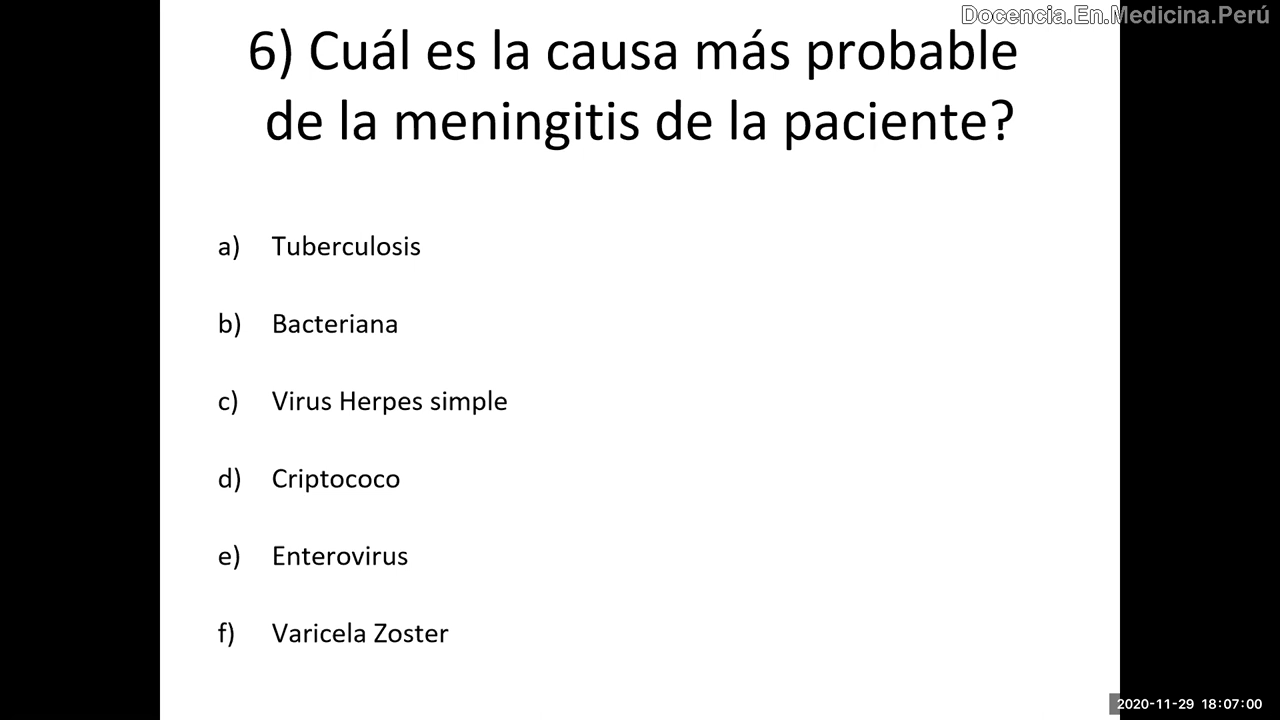 Docencia.En.Medicina.Perú
6) Cuál es la causa más probable
de la meningitis de la paciente?
a) Tuberculosis
b) Bacteriana
c) Virus Herpes simple
d) Criptococo
e) Enterovirus
f) Varicela Zoster
2020-11-29 18:07:00